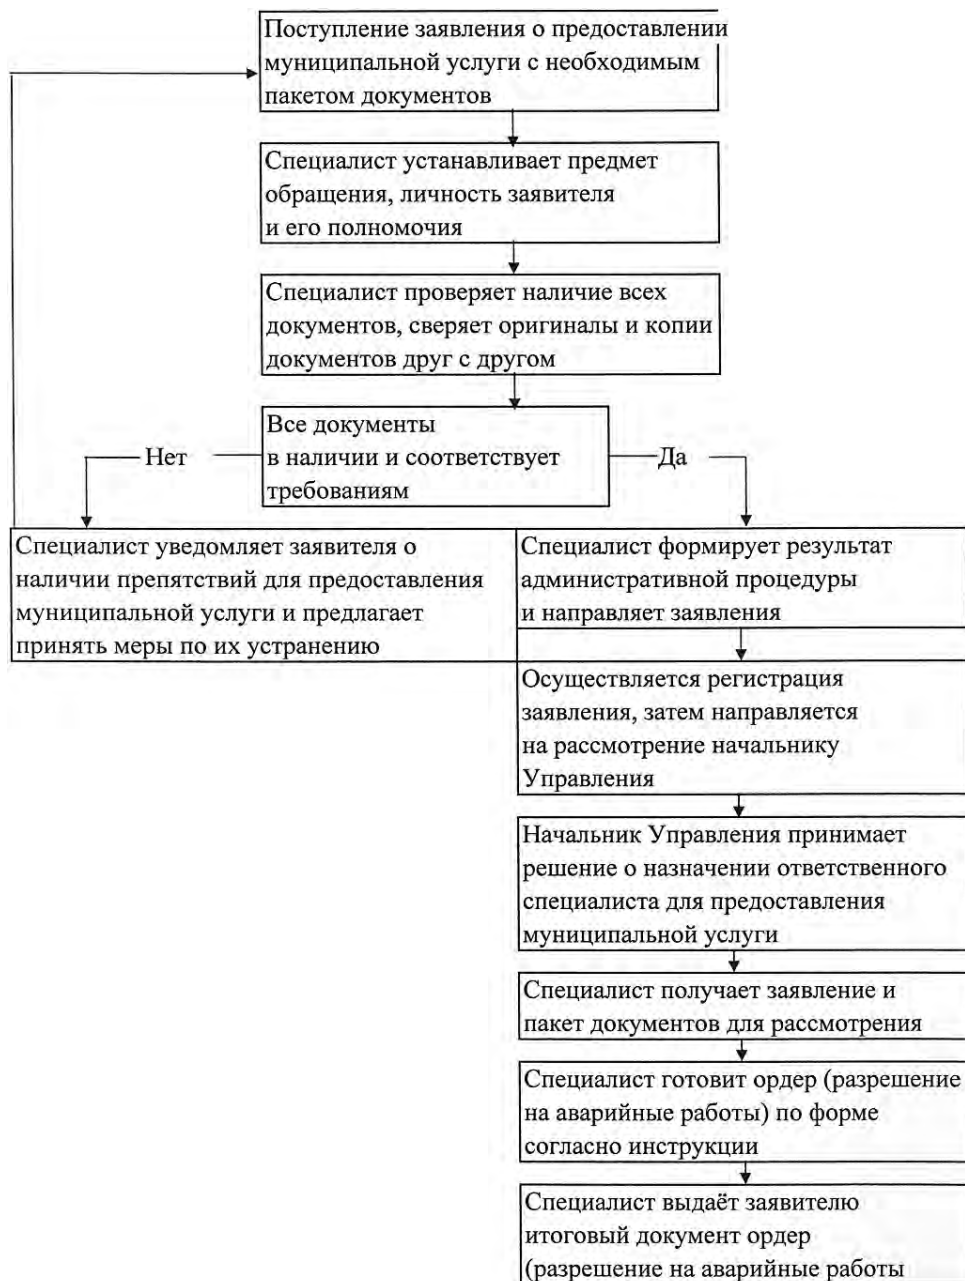 Поступление заявления о предоставлении
муниципальной услуги с необходимым
пакетом документов
Специалист устанавливает предмет
обращения, личность заявителя
и его полномочия
Специалист проверяет наличие всех
документов, сверяет оригиналы и копии
документов друг с другом
Все документы
в наличии и соответствует
требованиям
Нет
Да
Специалист уведомляет заявителя о
наличии препятствий для предоставления
муниципальной услуги и предлагает
принять меры по их устранению
Специалист формирует результат
административной процедуры
и направляет заявления
Осуществляется регистрация
заявления, затем направляется
на рассмотрение начальнику
Управления
Начальник Управления принимает
решение о назначении ответственного
специалиста для предоставления
муниципальной услуги
Специалист получает заявление и
пакет документов для рассмотрения
Специалист готовит ордер (разрешение
на аварийные работы) по форме
согласно инструкции
Специалист выдаёт заявителю
итоговый документ ордер
(разрешение на аварийные работы